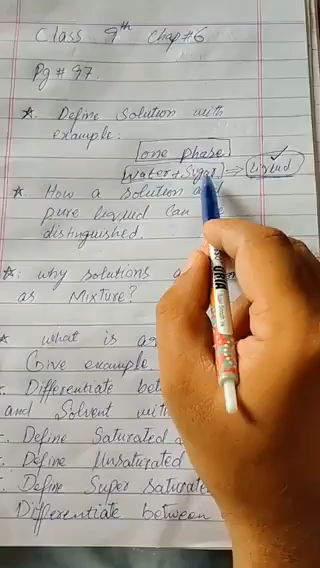 Class 9th Chap#6
Pg # 97
*. Define Solution with
example:
one phase
Water + Sugar ⇒ Liquid
*: How a solution a
pure liquid can
distinguished.
*: why solutions a
as Mixture?
* what is a
Give example
Differentiate bet
and Solvent wit
Define Saturated
Define Unsaturated
Define Super saturate
Differentiate between